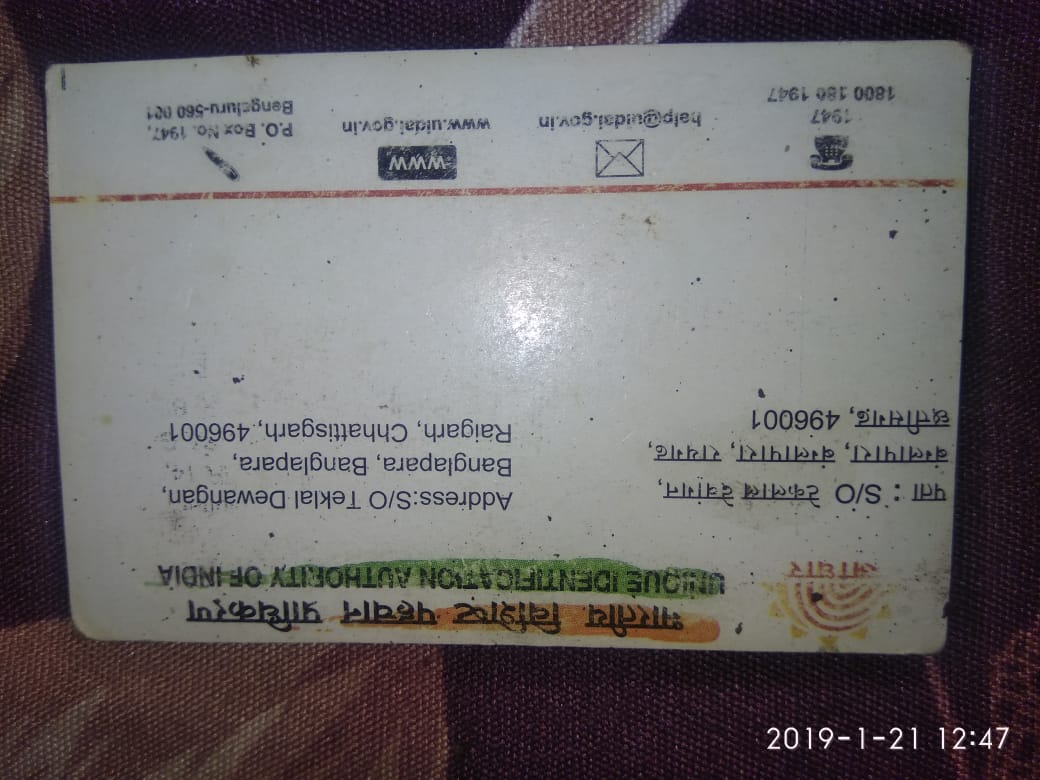 भारतीय विशिष्ट पहचान प्राधिकरण
UNIQUE IDENTIFICATION AUTHORITY OF INDIA
आधार
पता : S/O टेकलाल देवांगन,
बंग्लापारा, बंग्लापारा, रायगढ,
छत्तीसगढ, 496001
Address:S/O Teklal Dewangan,
Banglapara, Banglapara,
Raigarh, Chhattisgarh, 496001
1947
1800 180 1947
help@uidai.gov.in
WWW
www.uidai.gov.in
P.O. Box No. 1947,
Bengaluru-560 001
2019-1-21 12:47